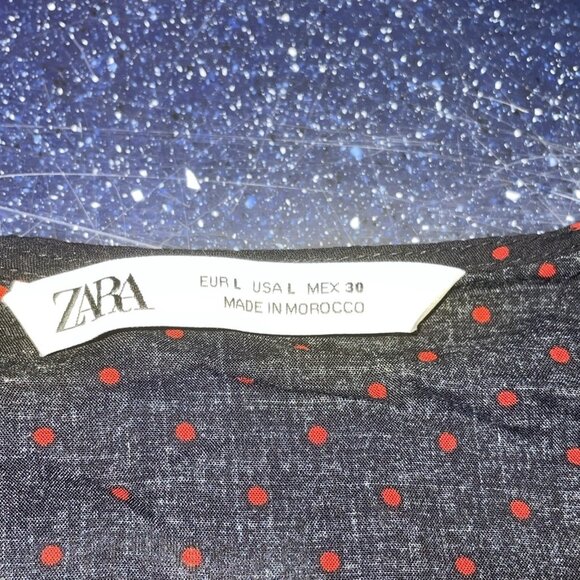 ZARA
EUR L USA L MEX 30
MADE IN MOROCCO